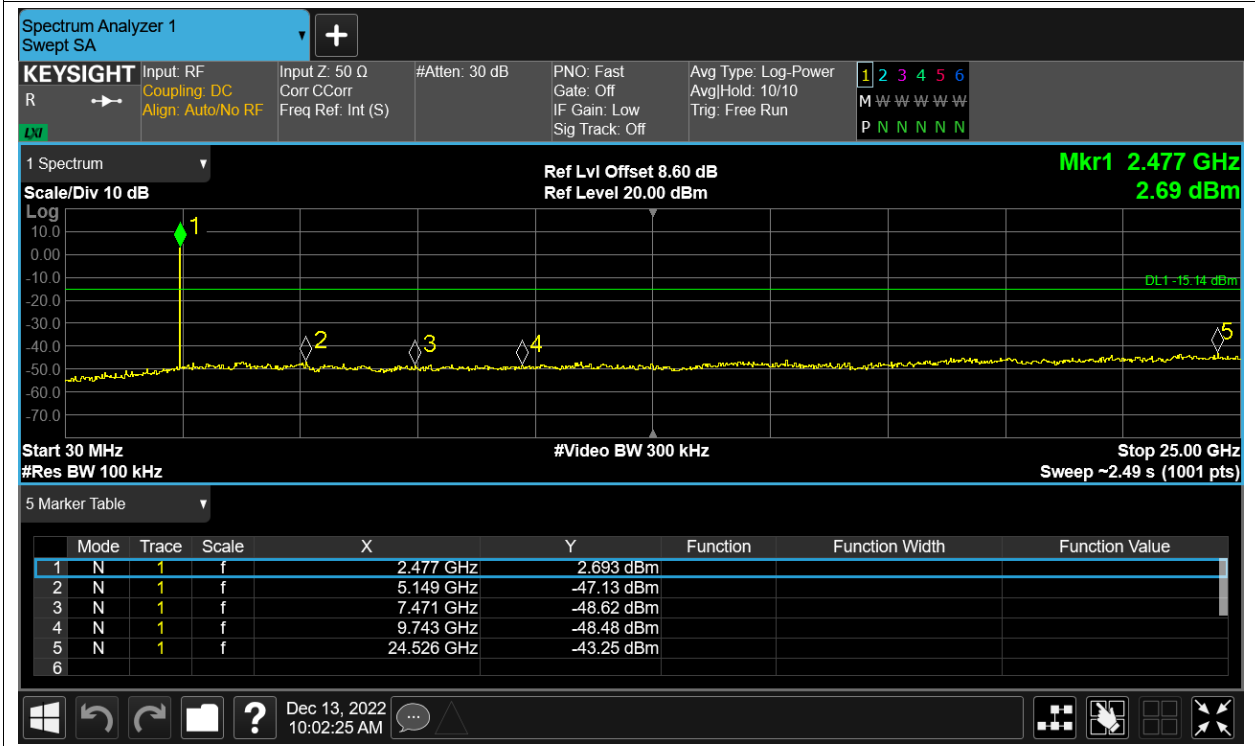 Spectrum Analyzer 1
Swept SA
+
KEYSIGHT Input: RF Input Z: 50 Ω #Atten: 30 dB PNO: Fast Avg Type: Log-Power 1 2 3 4 5 6
R Coupling: DC Corr CCorr Gate: Off Avg|Hold: 10/10 M W W W W W
Align: Auto/No RF Freq Ref: Int (S) IF Gain: Low Trig: Free Run
LXI Sig Track: Off P N N N N N
1 Spectrum Ref Lvl Offset 8.60 dB Mkr1 2.477 GHz
Scale/Div 10 dB Ref Level 20.00 dBm 2.69 dBm
Log
1
10.0
0.00
-10.0
DL1 -15.14 dBm
-20.0
-30.0
2 3 4 5
-40.0
-50.0
-60.0
-70.0
Start 30 MHz #Video BW 300 kHz Stop 25.00 GHz
#Res BW 100 kHz Sweep ~2.49 s (1001 pts)
5 Marker Table
Mode Trace Scale X Y Function Function Width Function Value
1 N 1 f 2.477 GHz 2.693 dBm
2 N 1 f 5.149 GHz -47.13 dBm
3 N 1 f 7.471 GHz -48.62 dBm
4 N 1 f 9.743 GHz -48.48 dBm
5 N 1 f 24.526 GHz -43.25 dBm
6
? Dec 13, 2022
10:02:25 AM